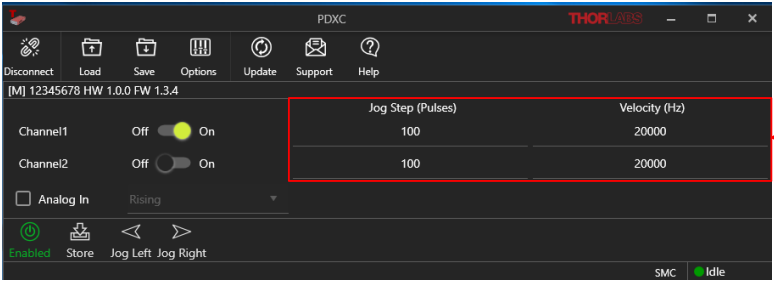 PDXC THORLABS
Disconnect Load Save Options Update Support Help
[M] 12345678 HW 1.0.0 FW 1.3.4
Jog Step (Pulses) Velocity (Hz)
Channel1 Off On 100 20000
Channel2 Off On 100 20000
Analog In Rising
Enabled Store Jog Left Jog Right
SMC Idle